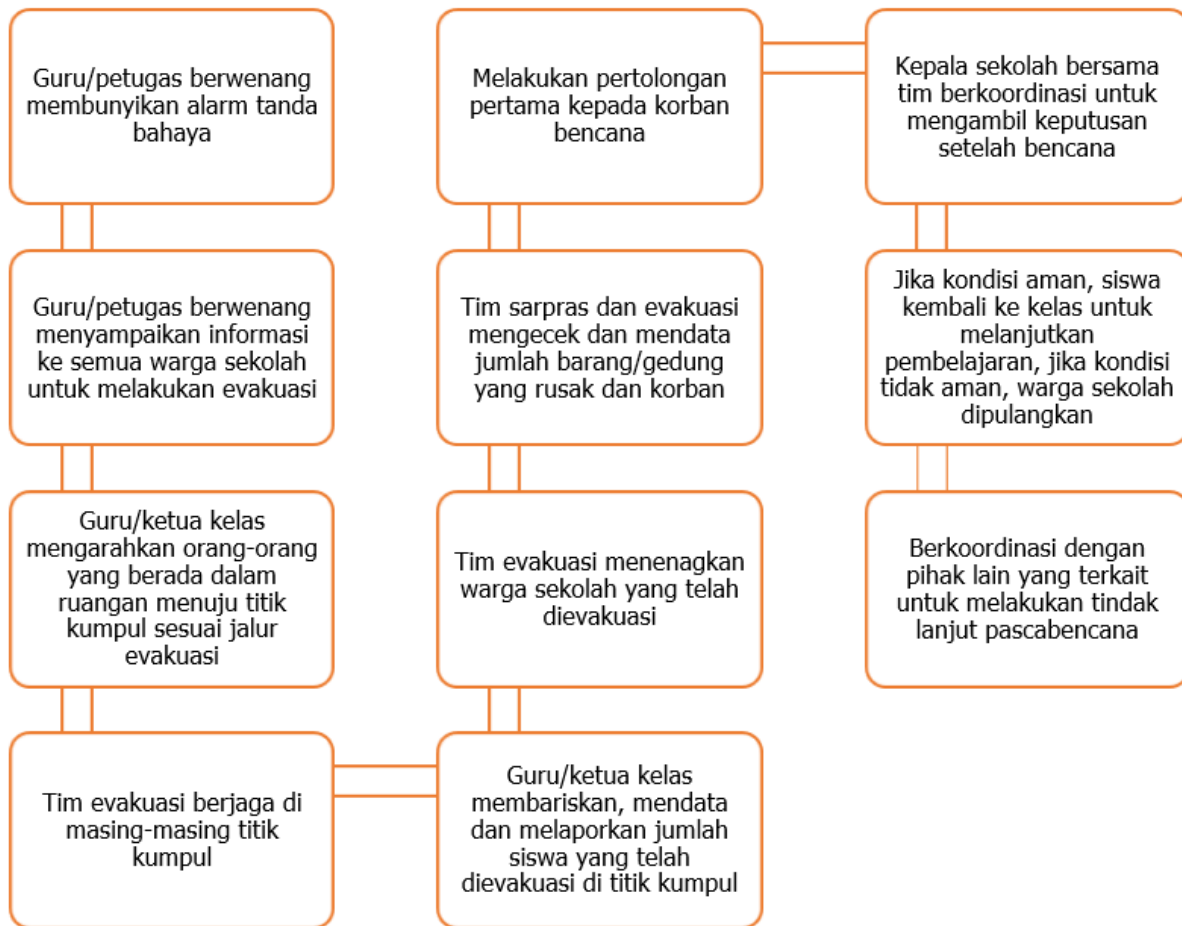 Guru/petugas berwenang
membunyikan alarm tanda
bahaya
Guru/petugas berwenang
menyampaikan informasi
ke semua warga sekolah
untuk melakukan evakuasi
Guru/ketua kelas
mengarahkan orang-orang
yang berada dalam
ruangan menuju titik
kumpul sesuai jalur
evakuasi
Tim evakuasi berjaga di
masing-masing titik
kumpul
Guru/ketua kelas
membariskan, mendata
dan melaporkan jumlah
siswa yang telah
dievakuasi di titik kumpul
Tim evakuasi menenagkan
warga sekolah yang telah
dievakuasi
Tim sarpras dan evakuasi
mengecek dan mendata
jumlah barang/gedung
yang rusak dan korban
Melakukan pertolongan
pertama kepada korban
bencana
Kepala sekolah bersama
tim berkoordinasi untuk
mengambil keputusan
setelah bencana
Jika kondisi aman, siswa
kembali ke kelas untuk
melanjutkan
pembelajaran, jika kondisi
tidak aman, warga sekolah
dipulangkan
Berkoordinasi dengan
pihak lain yang terkait
untuk melakukan tindak
lanjut pascabencana